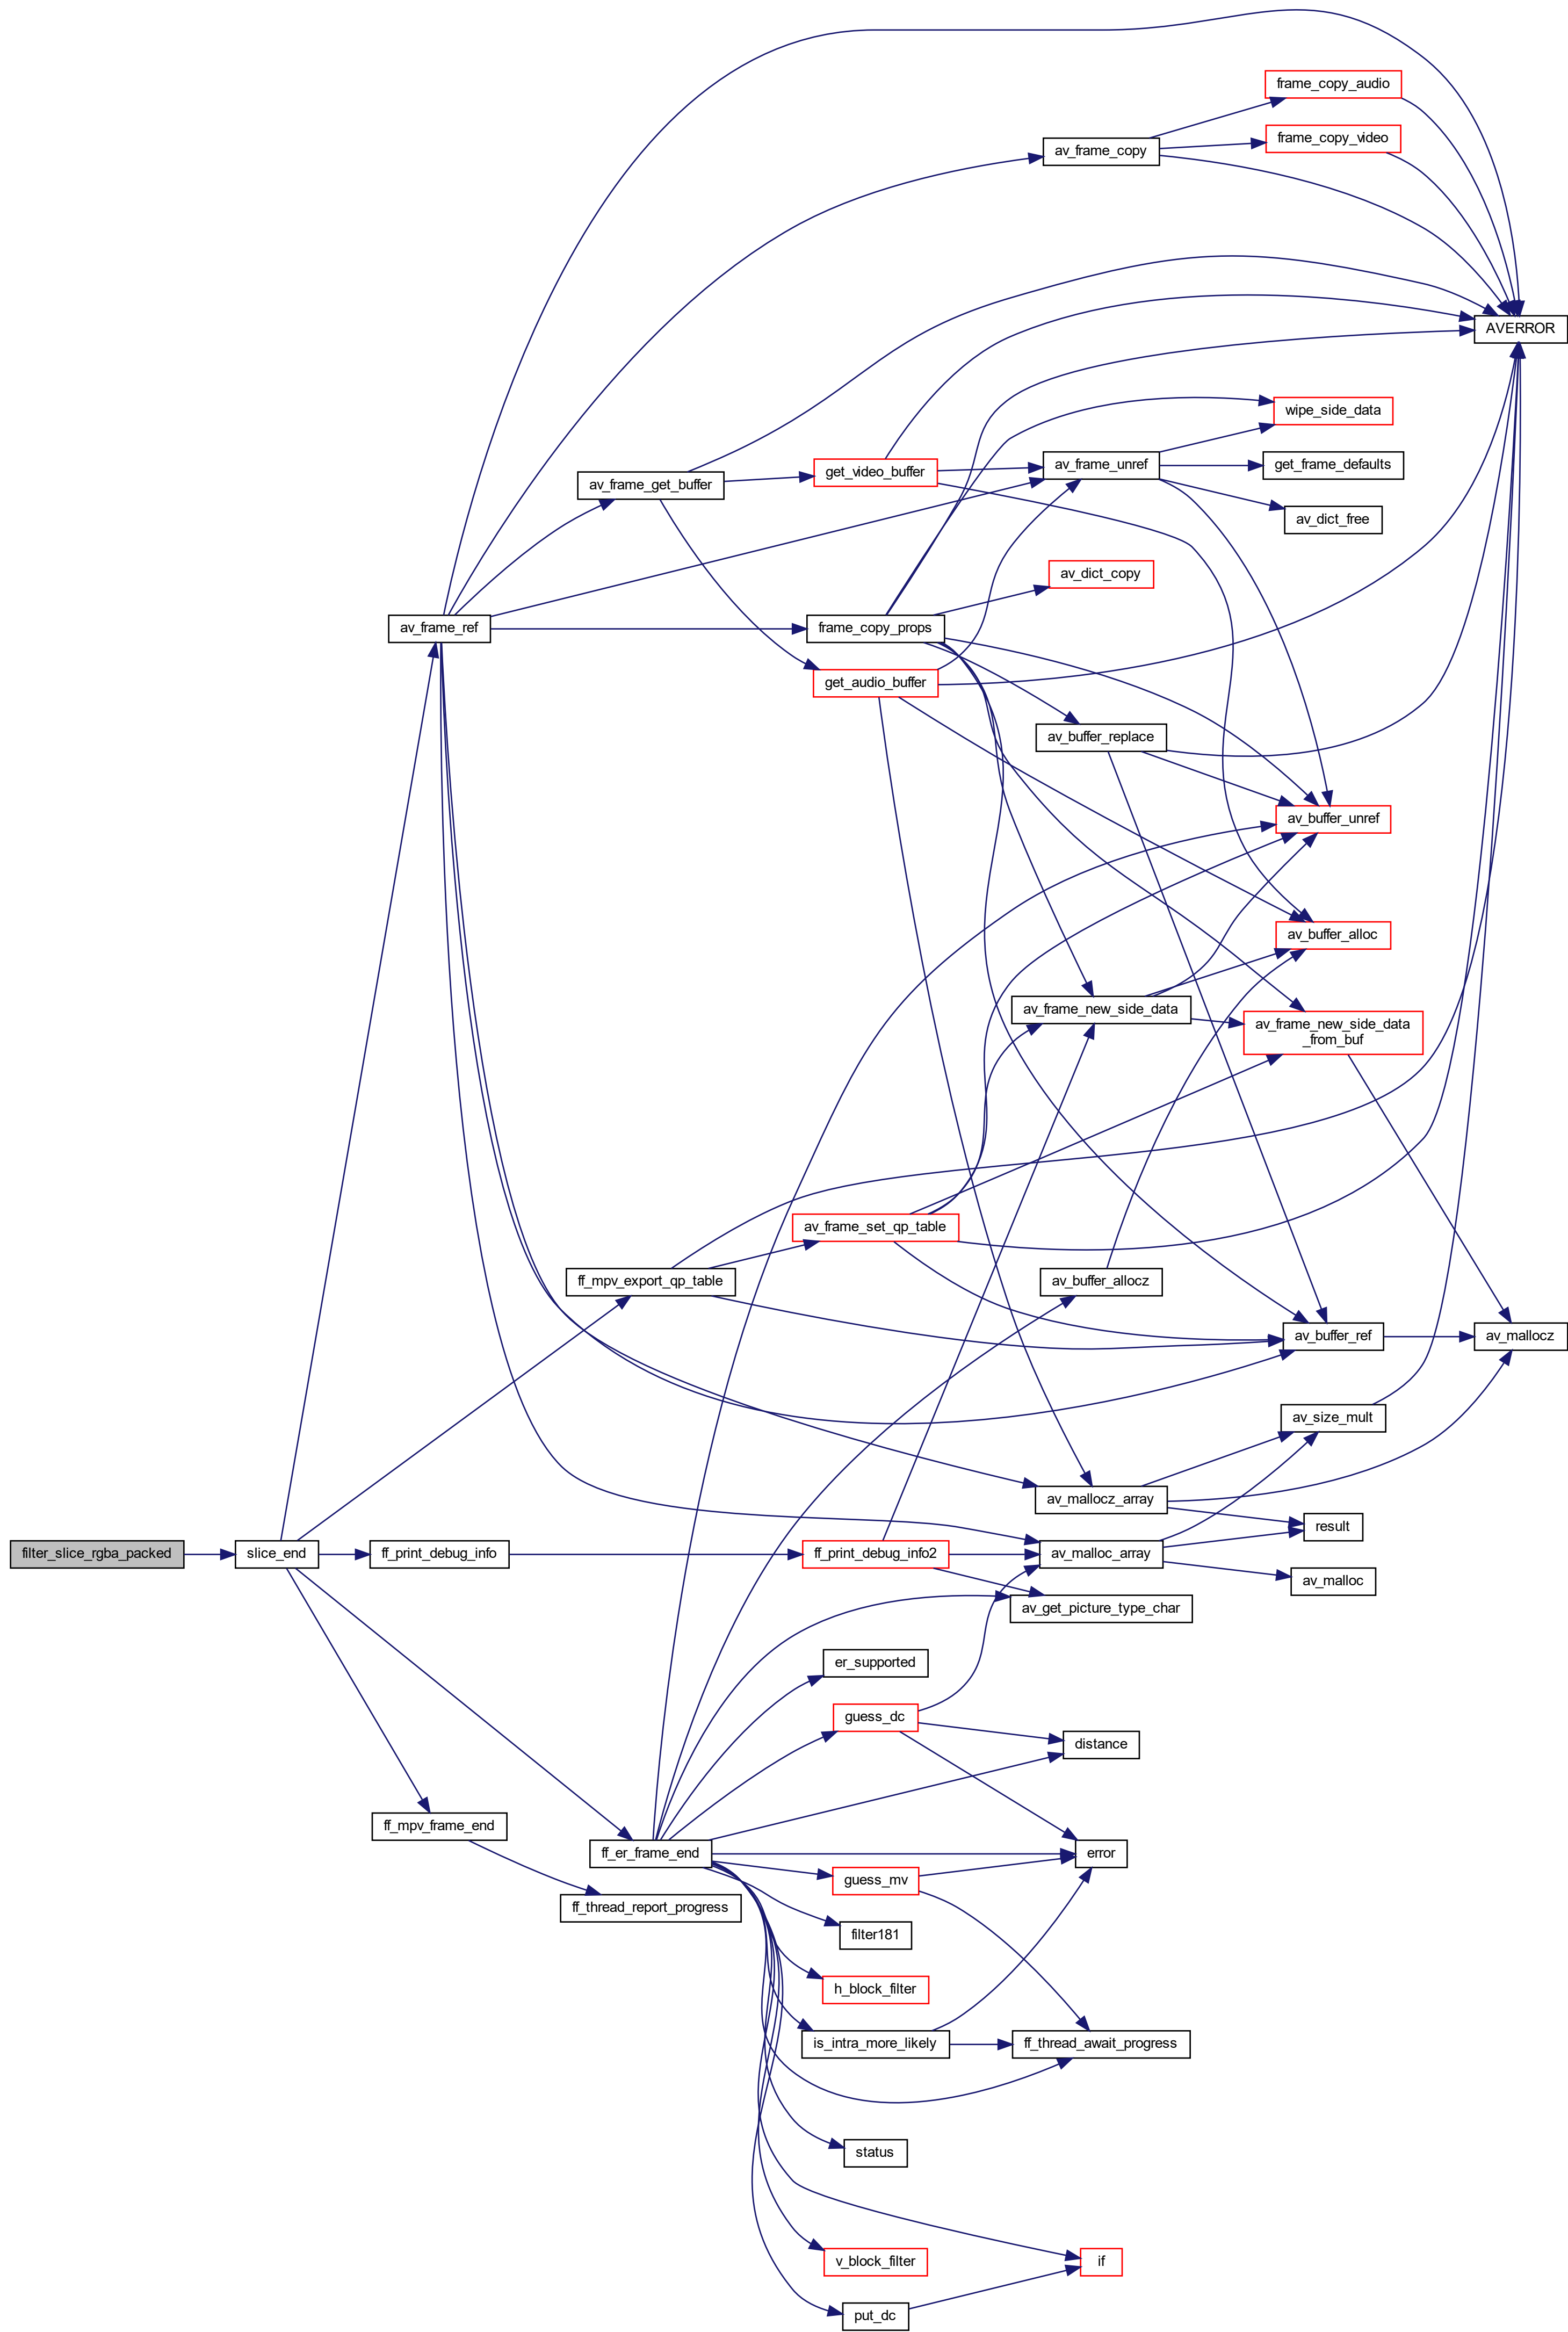 frame_copy_audio
frame_copy_video
av_frame_copy
AVERROR
wipe_side_data
av_frame_unref
get_frame_defaults
get_video_buffer
av_frame_get_buffer
av_dict_free
av_dict_copy
av_frame_ref
frame_copy_props
get_audio_buffer
av_buffer_replace
av_buffer_unref
av_buffer_alloc
av_frame_new_side_data
av_frame_new_side_data
_from_buf
av_frame_set_qp_table
ff_mpv_export_qp_table
av_buffer_allocz
av_buffer_ref
av_mallocz
av_size_mult
av_mallocz_array
result
filter_slice_rgba_packed
slice_end
ff_print_debug_info
ff_print_debug_info2
av_malloc_array
av_malloc
av_get_picture_type_char
er_supported
guess_dc
distance
ff_mpv_frame_end
ff_er_frame_end
error
guess_mv
ff_thread_report_progress
filter181
h_block_filter
is_intra_more_likely
ff_thread_await_progress
status
v_block_filter
if
put_dc